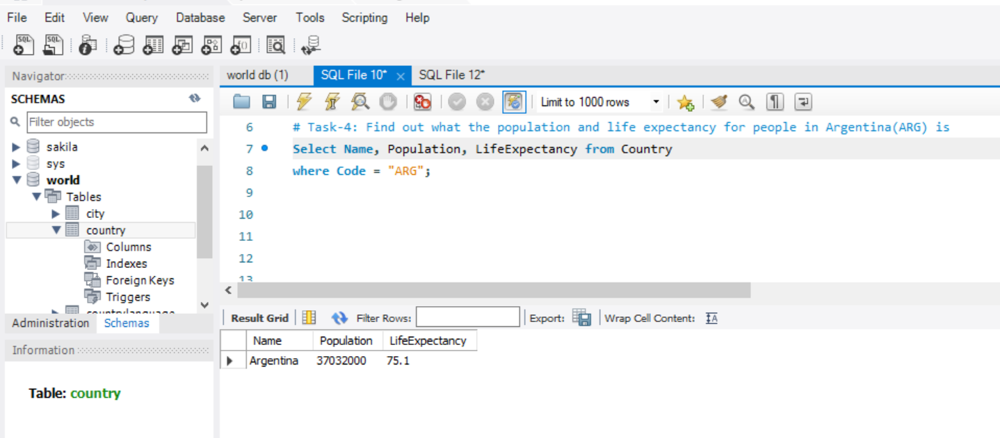 File Edit View Query Database Server Tools Scripting Help
SQL SQL
Navigator
SCHEMAS
Filter objects
sakila
sys
world
Tables
city
country
Columns
Indexes
Foreign Keys
Triggers
countrylanguage
Administration Schemas
Information
Table: country
world db (1) SQL File 10* SQL File 12*
Limit to 1000 rows
6 # Task-4: Find out what the population and life expectancy for people in Argentina(ARG) is
7 Select Name, Population, LifeExpectancy from Country
8 where Code = "ARG";
9
10
11
12
13
Result Grid Filter Rows: Export: Wrap Cell Content: IA
Name Population LifeExpectancy
Argentina 37032000 75.1